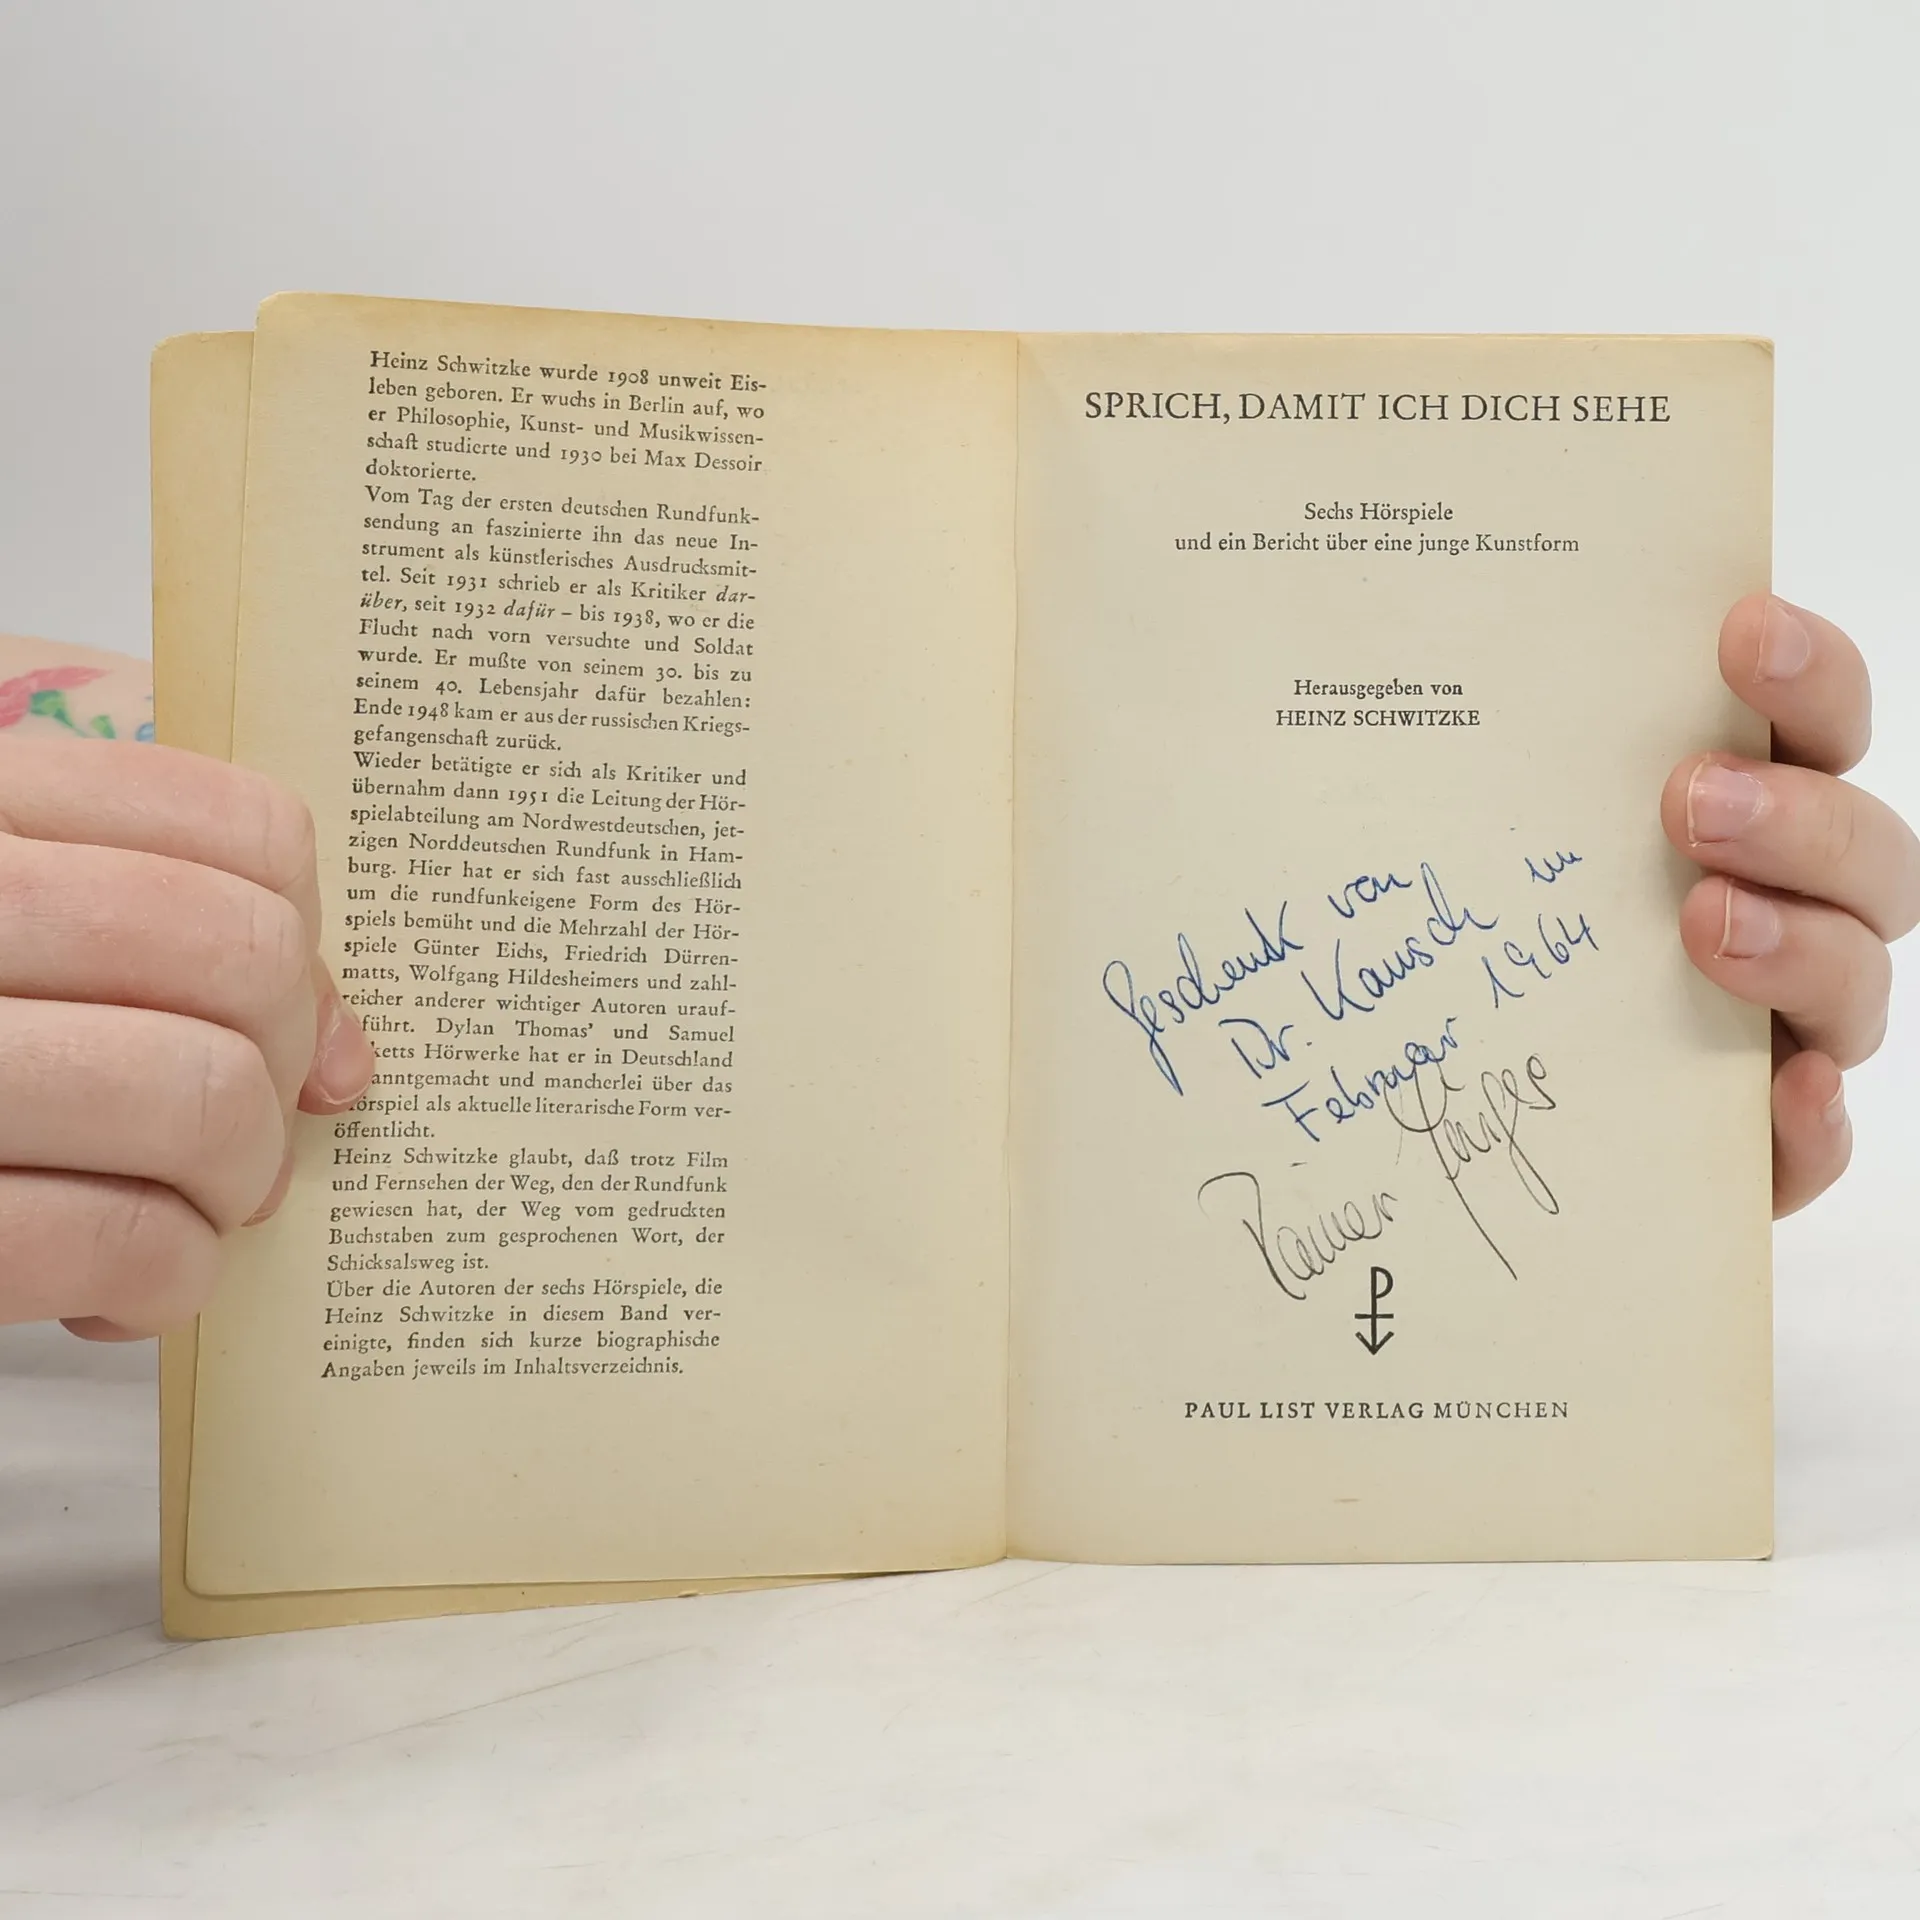 Heinz Schwitzke wurde 1908 unweit Eis-
leben geboren. Er wuchs in Berlin auf, wo
er Philosophie, Kunst- und Musikwissen-
schaft studierte und 1930 bei Max Dessoir
doktorierte.
Vom Tag der ersten deutschen Rundfunk-
sendung an faszinierte ihn das neue In-
strument als künstlerisches Ausdrucksmit-
tel. Seit 1931 schrieb er als Kritiker dar-
über, seit 1932 dafür – bis 1938, wo er die
Flucht nach vorn versuchte und Soldat
wurde. Er mußte von seinem 30. bis zu
seinem 40. Lebensjahr dafür bezahlen:
Ende 1948 kam er aus der russischen Kriegs-
gefangenschaft zurück.
Wieder betätigte er sich als Kritiker und
übernahm dann 1951 die Leitung der Hör-
spielabteilung am Nordwestdeutschen, jet-
zigen Norddeutschen Rundfunk in Ham-
burg. Hier hat er sich fast ausschließlich
um die rundfunkeigene Form des Hör-
spiels bemüht und die Mehrzahl der Hör-
spiele Günter Eichs, Friedrich Dürren-
matts, Wolfgang Hildesheimers und zahl-
reicher anderer wichtiger Autoren urauf-
führt. Dylan Thomas' und Samuel
ketts Hörwerke hat er in Deutschland
anntgemacht und mancherlei über das
Hörspiel als aktuelle literarische Form ver-
öffentlicht.
Heinz Schwitzke glaubt, daß trotz Film
und Fernsehen der Weg, den der Rundfunk
gewiesen hat, der Weg vom gedruckten
Buchstaben zum gesprochenen Wort, der
Schicksalsweg ist.
Über die Autoren der sechs Hörspiele, die
Heinz Schwitzke in diesem Band ver-
einigte, finden sich kurze biographische
Angaben jeweils im Inhaltsverzeichnis.
SPRICH, DAMIT ICH DICH SEHE
Sechs Hörspiele
und ein Bericht über eine junge Kunstform
Herausgegeben von
HEINZ SCHWITZKE
Geschenk von
Dr. Kausch im
Februar 1964
Rainer
PAUL LIST VERLAG MÜNCHEN